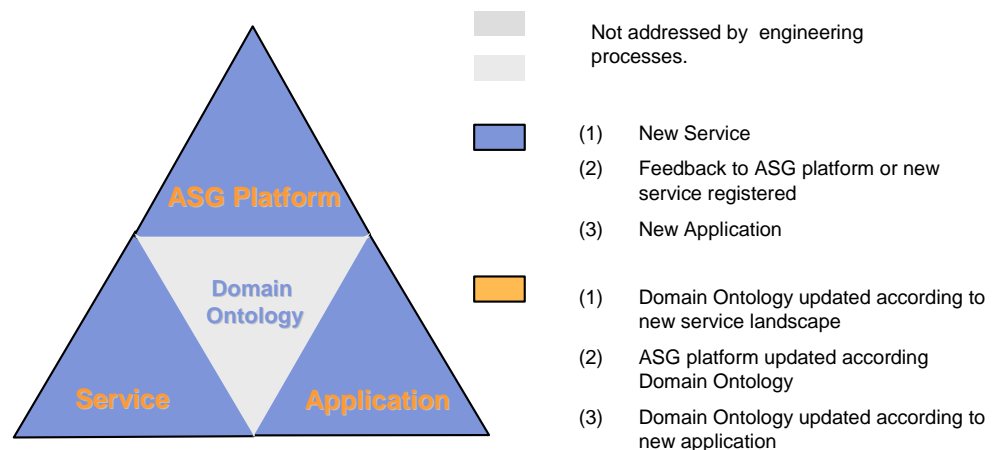 ASG Platform
Domain
Ontology
Service
Application
Not addressed by engineering
processes.
(1) New Service
(2) Feedback to ASG platform or new
service registered
(3) New Application
(1) Domain Ontology updated according to
new service landscape
(2) ASG platform updated according
Domain Ontology
(3) Domain Ontology updated according to
new application